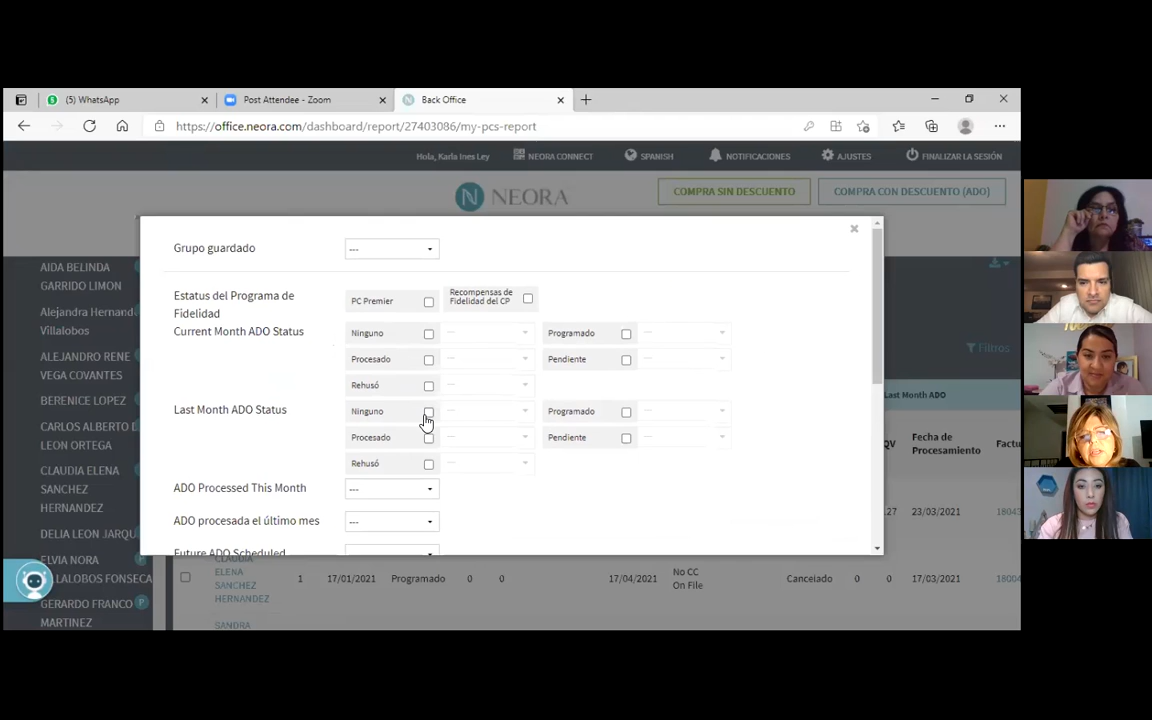 (5) WhatsApp
Post Attendee - Zoom
Back Office
https://office.neora.com/dashboard/report/27403086/my-pcs-report
Hola, Karla Ines Ley
NEORA CONNECT
SPANISH
NOTIFICACIONES
AJUSTES
FINALIZAR LA SESIÓN
NEORA
COMPRA SIN DESCUENTO
COMPRA CON DESCUENTO (ADO)
AIDA BELINDA
GARRIDO LIMON
Alejandra Hernand
Villalobos
ALEJANDRO RENE
VEGA COVANTES
BERENICE LOPEZ
CARLOS ALBERTO D
LEON ORTEGA
CLAUDIA ELENA
SANCHEZ
HERNANDEZ
DELIA LEON JARQU
ELVIA NORA
LALOBOS FONSECA
GERARDO FRANCO
MARTINEZ
Grupo guardado
---
Estatus del Programa de
Fidelidad
PC Premier
Recompensas de
Fidelidad del CP
Current Month ADO Status
Ninguno
---
Programado
---
Procesado
---
Pendiente
---
Rehusó
---
Last Month ADO Status
Ninguno
---
Programado
---
Procesado
---
Pendiente
---
Rehusó
---
ADO Processed This Month
---
ADO procesada el último mes
---
Future ADO Scheduled
Filtros
Last Month ADO
QV
Fecha de
Procesamiento
Factu
.27 23/03/2021 18043
CLAUDIA
ELENA
SANCHEZ
HERNANDEZ
1 17/01/2021 Programado 0 0 17/04/2021
No CC
On File
Cancelado 0 0 17/03/2021 18004
SANDRA